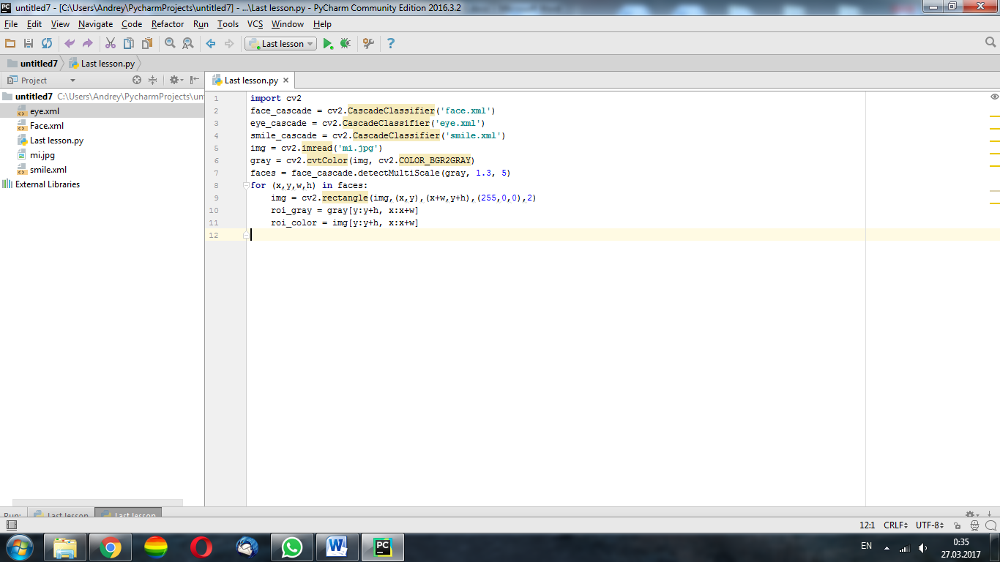 untitled7 - [C:\Users\Andrey\PycharmProjects\untitled7] - ...\Last lesson.py - PyCharm Community Edition 2016.3.2
File Edit View Navigate Code Refactor Run Tools VCS Window Help
Last lesson
untitled7 Last lesson.py
Project
Last lesson.py
untitled7 C:\Users\Andrey\PycharmProjects\un
eye.xml
Face.xml
Last lesson.py
mi.jpg
smile.xml
External Libraries
1 import cv2
2 face_cascade = cv2.CascadeClassifier('face.xml')
3 eye_cascade = cv2.CascadeClassifier('eye.xml')
4 smile_cascade = cv2.CascadeClassifier('smile.xml')
5 img = cv2.imread('mi.jpg')
6 gray = cv2.cvtColor(img, cv2.COLOR_BGR2GRAY)
7 faces = face_cascade.detectMultiScale(gray, 1.3, 5)
8 for (x,y,w,h) in faces:
9     img = cv2.rectangle(img,(x,y),(x+w,y+h),(255,0,0),2)
10     roi_gray = gray[y:y+h, x:x+w]
11     roi_color = img[y:y+h, x:x+w]
12
Run: Last lesson Last lesson
12:1 CRLF UTF-8
EN 0:35
27.03.2017